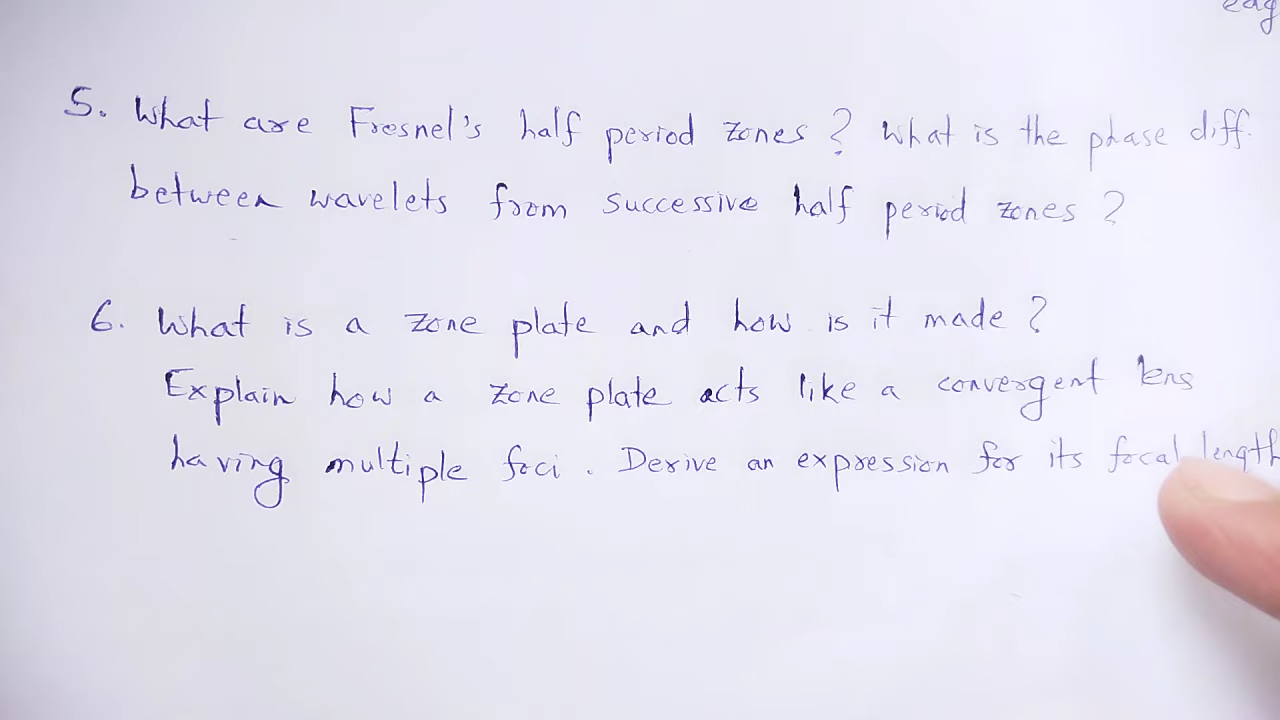 eag
5. What are Fresnel's half period zones ? What is the phase diff.
between wavelets from successive half period zones ?
6. What is a zone plate and how is it made ?
Explain how a zone plate acts like a convergent lens
having multiple foci . Derive an expression for its focal length